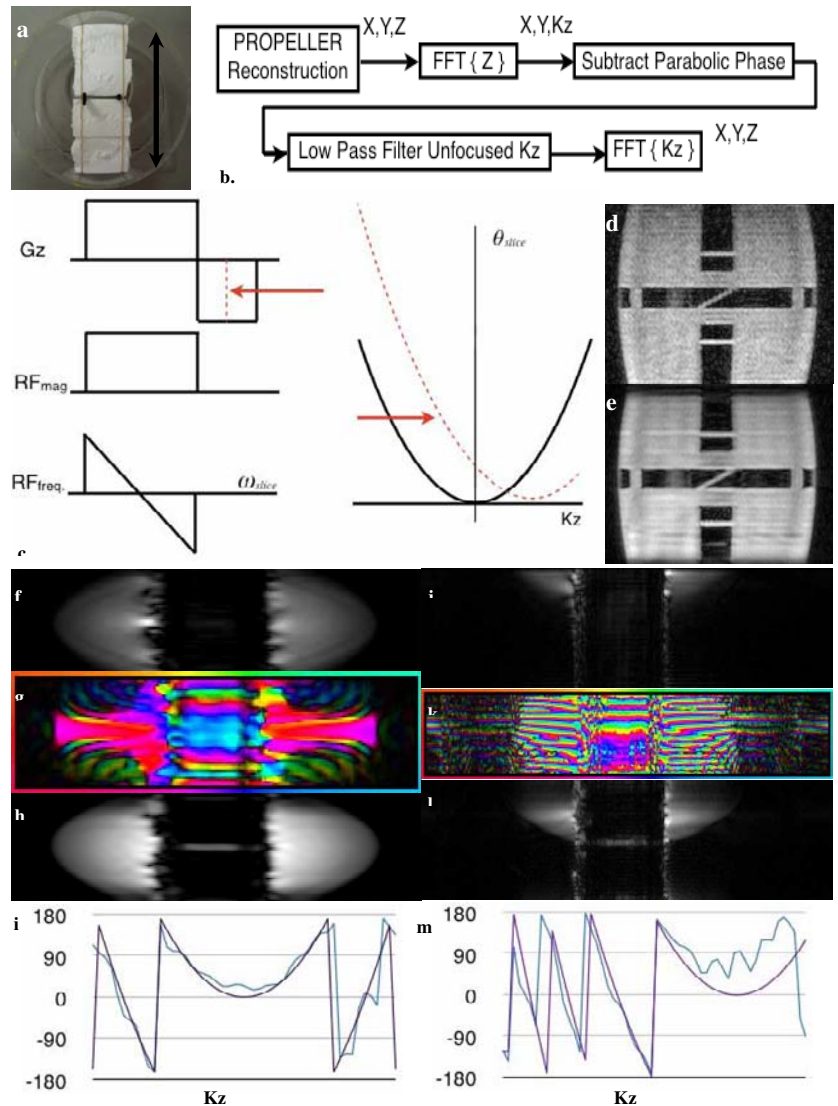 a
PROPELLER
Reconstruction
X,Y,Z
FFT{Z}
X,Y,Kz
Subtract Parabolic Phase
Low Pass Filter Unfocused Kz
FFT{Kz}
X,Y,Z
b.
Gz
RFmag
RFfreq.
ωslice
θslice
Kz
c
d
e
f
g
h
k
l
i
180
90
0
-90
-180
Kz
m
180
90
0
-90
-180
Kz